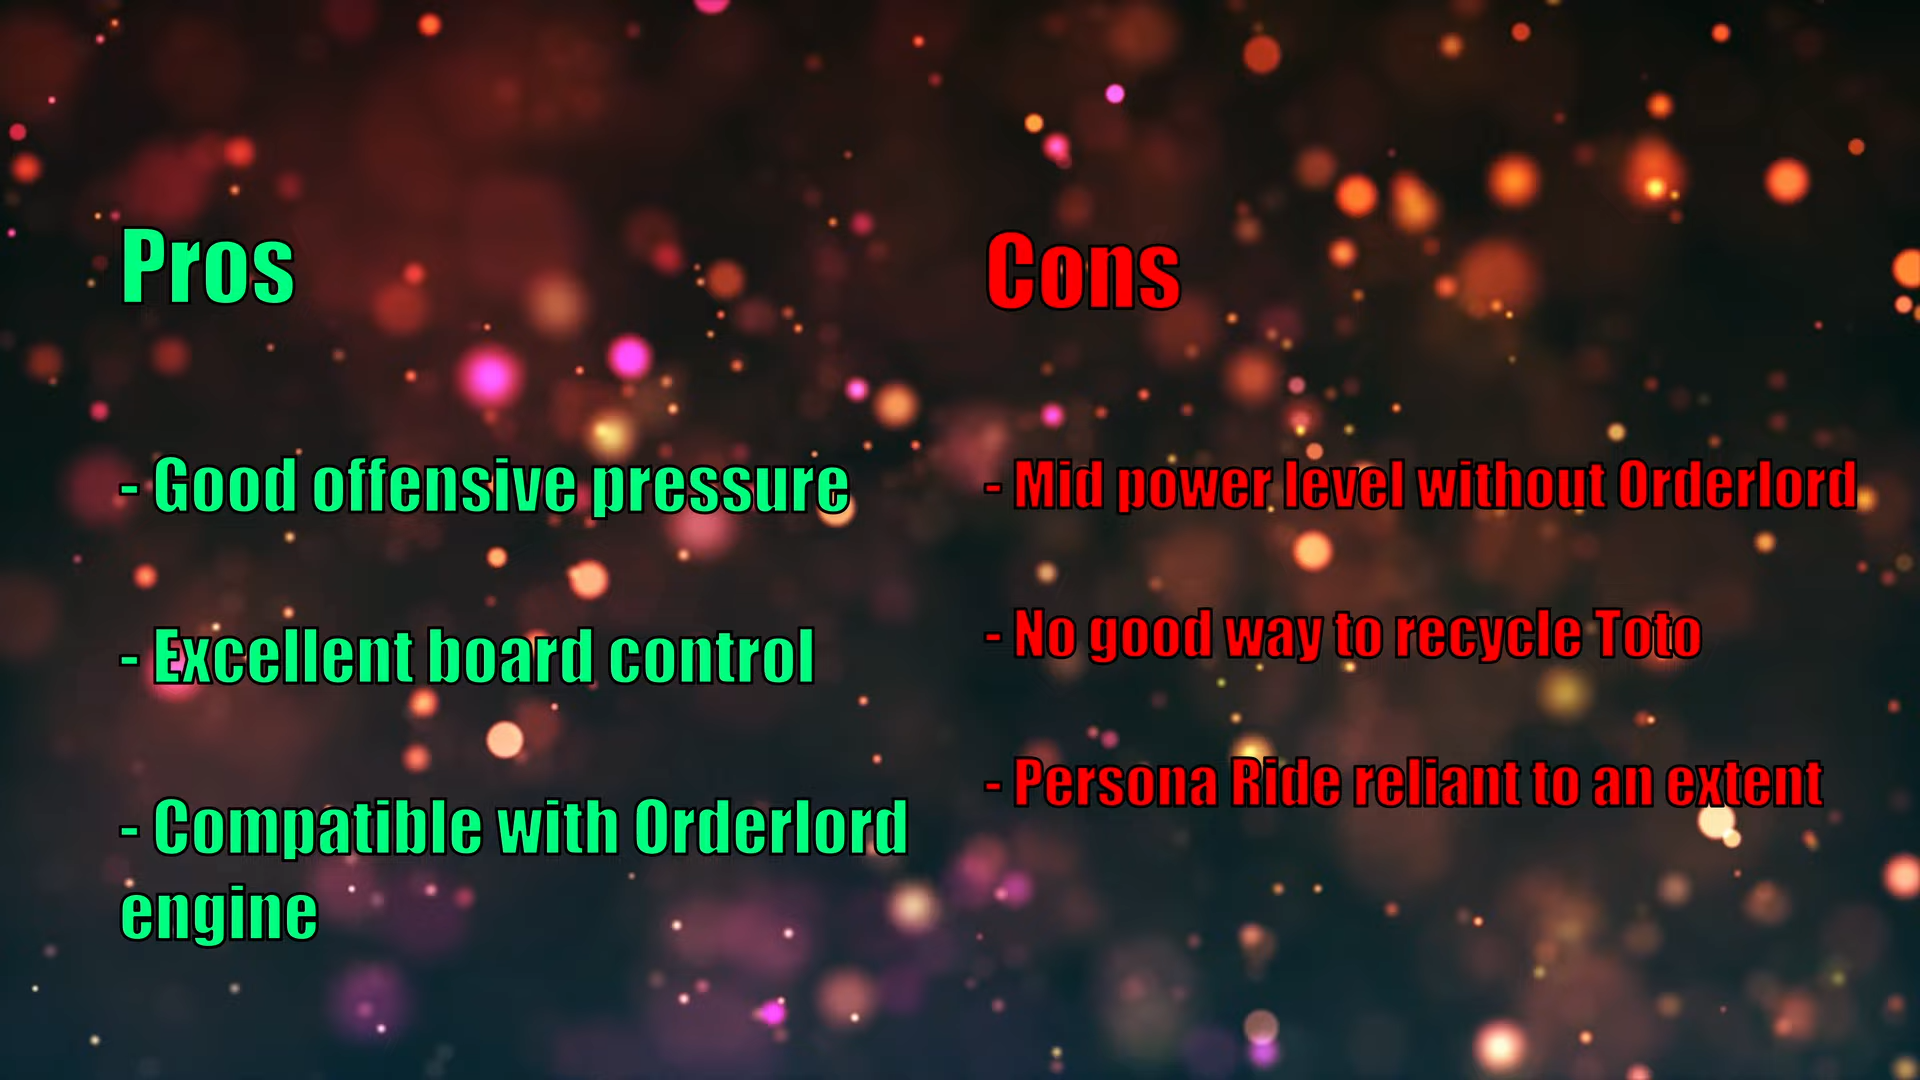 Pros
- Good offensive pressure
- Excellent board control
- Compatible with Orderlord
engine
Cons
- Mid power level without Orderlord
- No good way to recycle Toto
- Persona Ride reliant to an extent